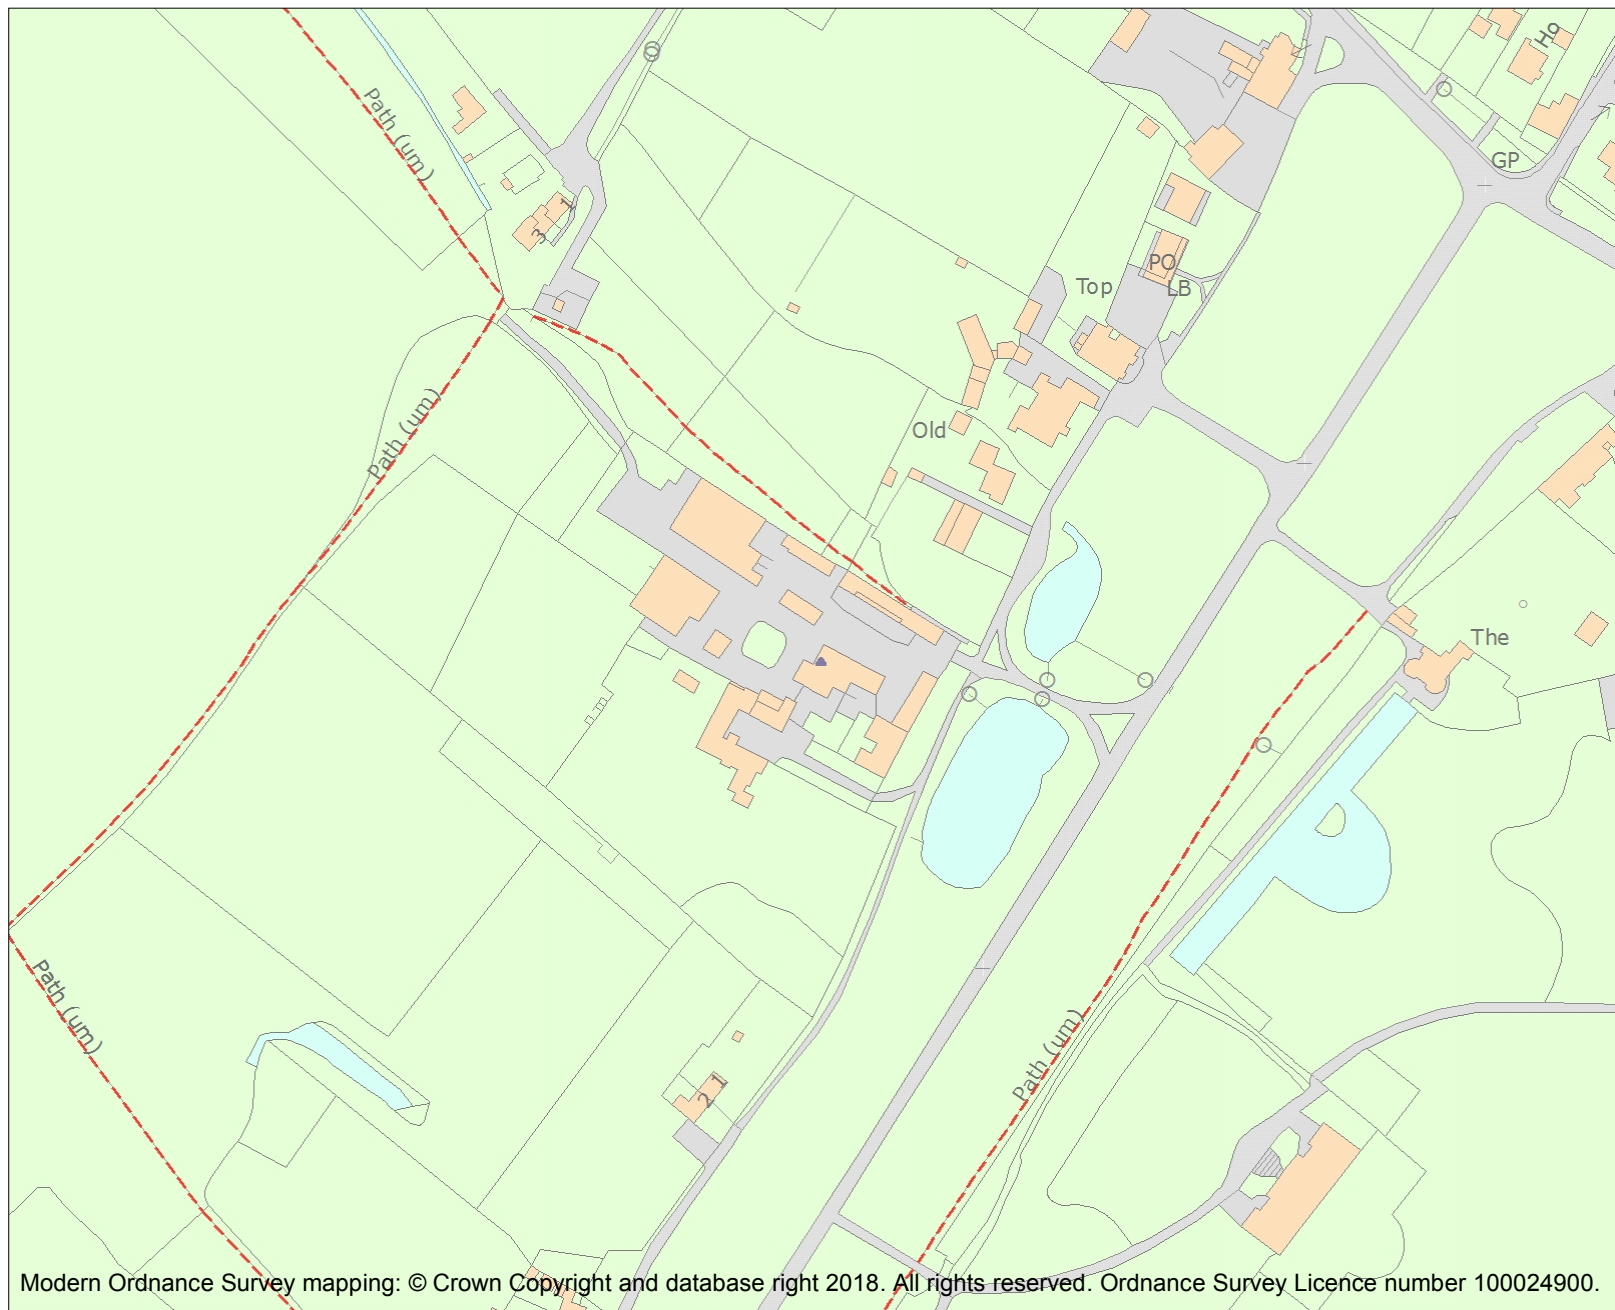 Ho
Path (um)
GP
1
3
PO
Top
LB
Path (um)
Old
The
Path (um)
Path (um)
1
2
Modern Ordnance Survey mapping: © Crown Copyright and database right 2018. All rights reserved. Ordnance Survey Licence number 100024900.